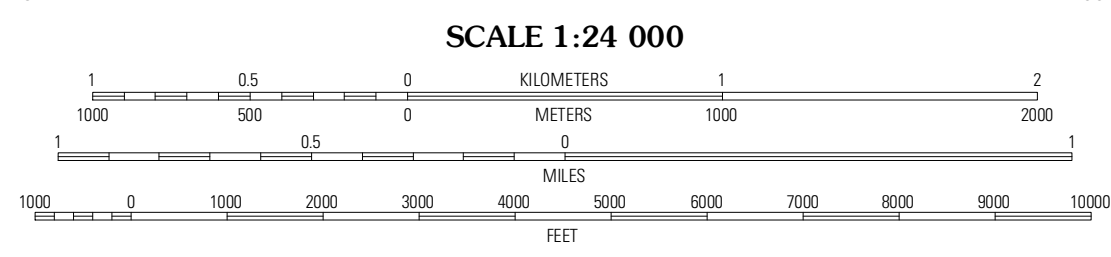 SCALE 1:24 000
1 0.5 0 KILOMETERS 1 2
1000 500 0 METERS 1000 2000
1 0.5 0 1
MILES
1000 0 1000 2000 3000 4000 5000 6000 7000 8000 9000 10000
FEET